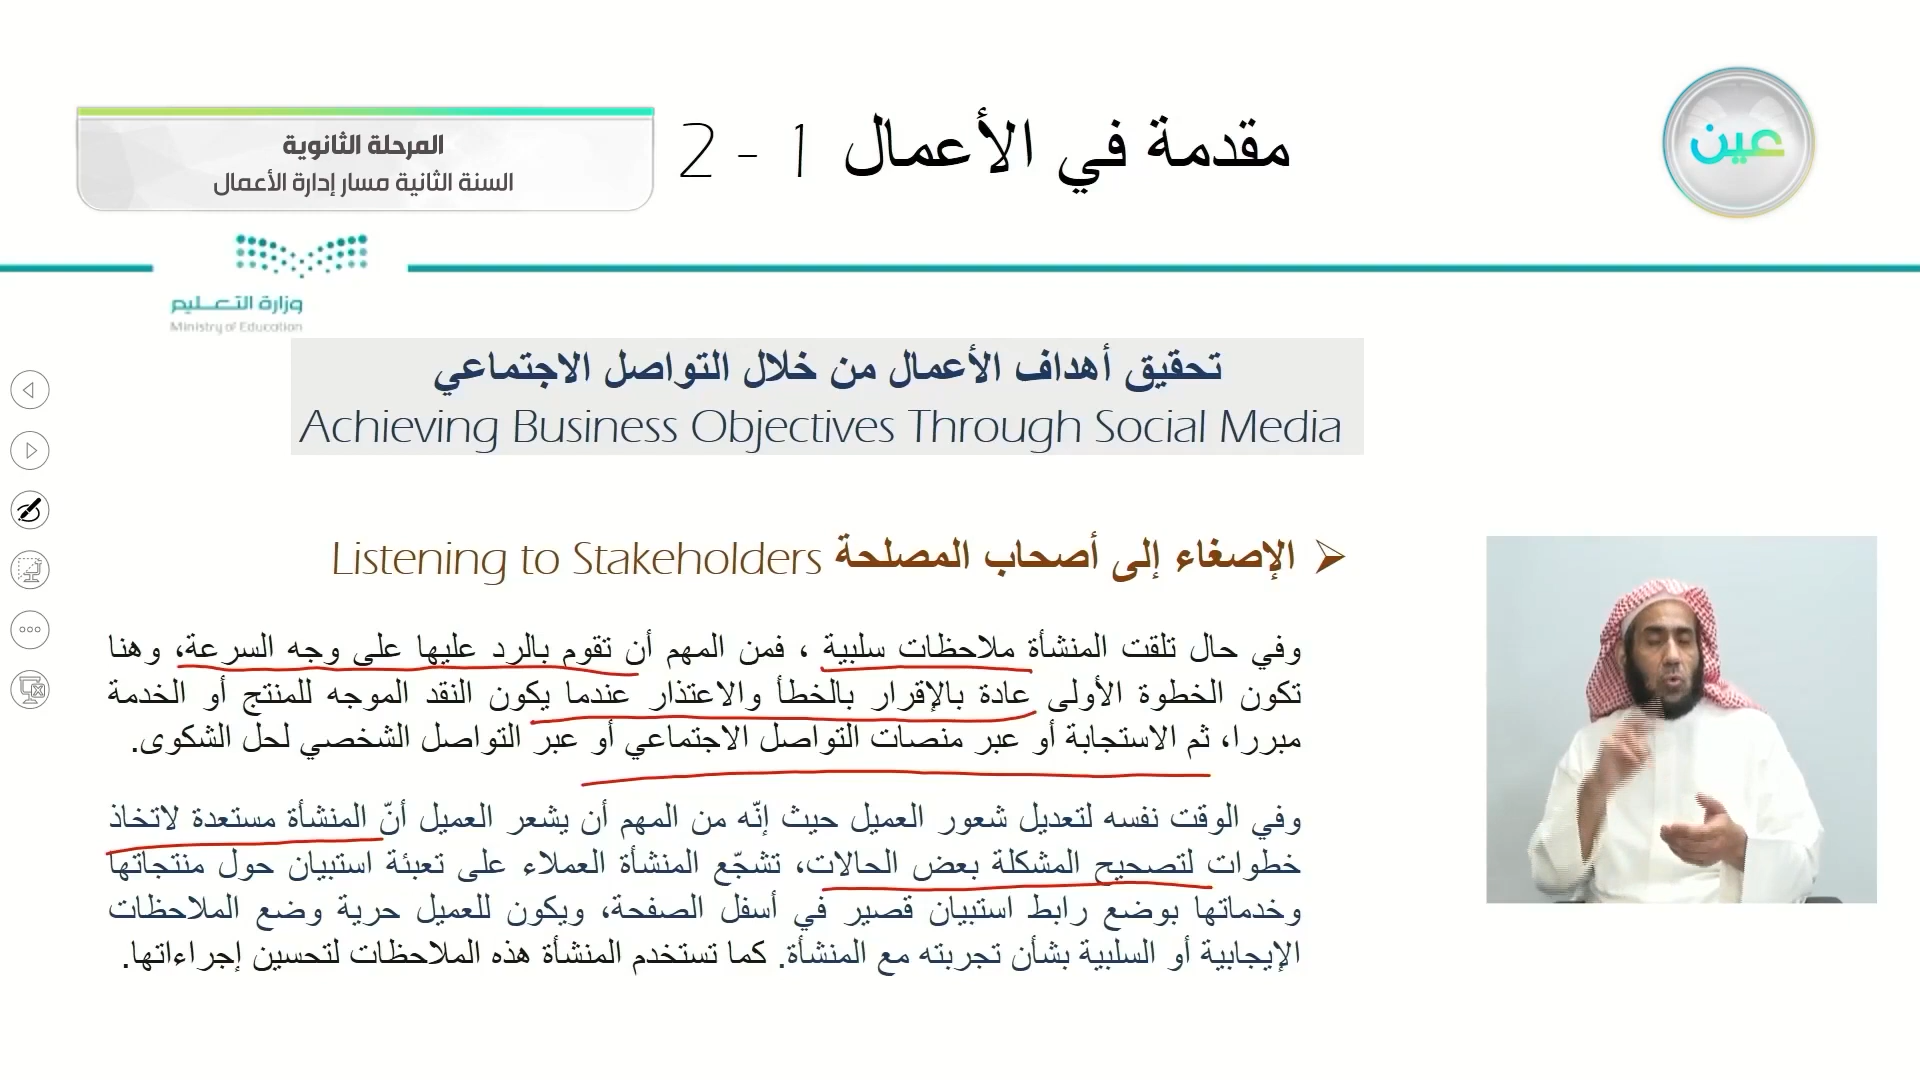 عين
مقدمة في الأعمال 1 - 2
المرحلة الثانوية
السنة الثانية مسار إدارة الأعمال
وزارة التعليم
Ministry of Education
تحقيق أهداف الأعمال من خلال التواصل الاجتماعي
Achieving Business Objectives Through Social Media
الإصغاء إلى أصحاب المصلحة Listening to Stakeholders
وفي حال تلقت المنشأة ملاحظات سلبية ، فمن المهم أن تقوم بالرد عليها على وجه السرعة، وهنا
تكون الخطوة الأولى عادة بالإقرار بالخطأ والاعتذار عندما يكون النقد الموجه للمنتج أو الخدمة
مبررا، ثم الاستجابة أو عبر منصات التواصل الاجتماعي أو عبر التواصل الشخصي لحل الشكوى.
وفي الوقت نفسه لتعديل شعور العميل حيث إنّه من المهم أن يشعر العميل أنّ المنشأة مستعدة لاتخاذ
خطوات لتصحيح المشكلة بعض الحالات، تشجّع المنشأة العملاء على تعبئة استبيان حول منتجاتها
وخدماتها بوضع رابط استبيان قصير في أسفل الصفحة، ويكون للعميل حرية وضع الملاحظات
الإيجابية أو السلبية بشأن تجربته مع المنشأة. كما تستخدم المنشأة هذه الملاحظات لتحسين إجراءاتها.